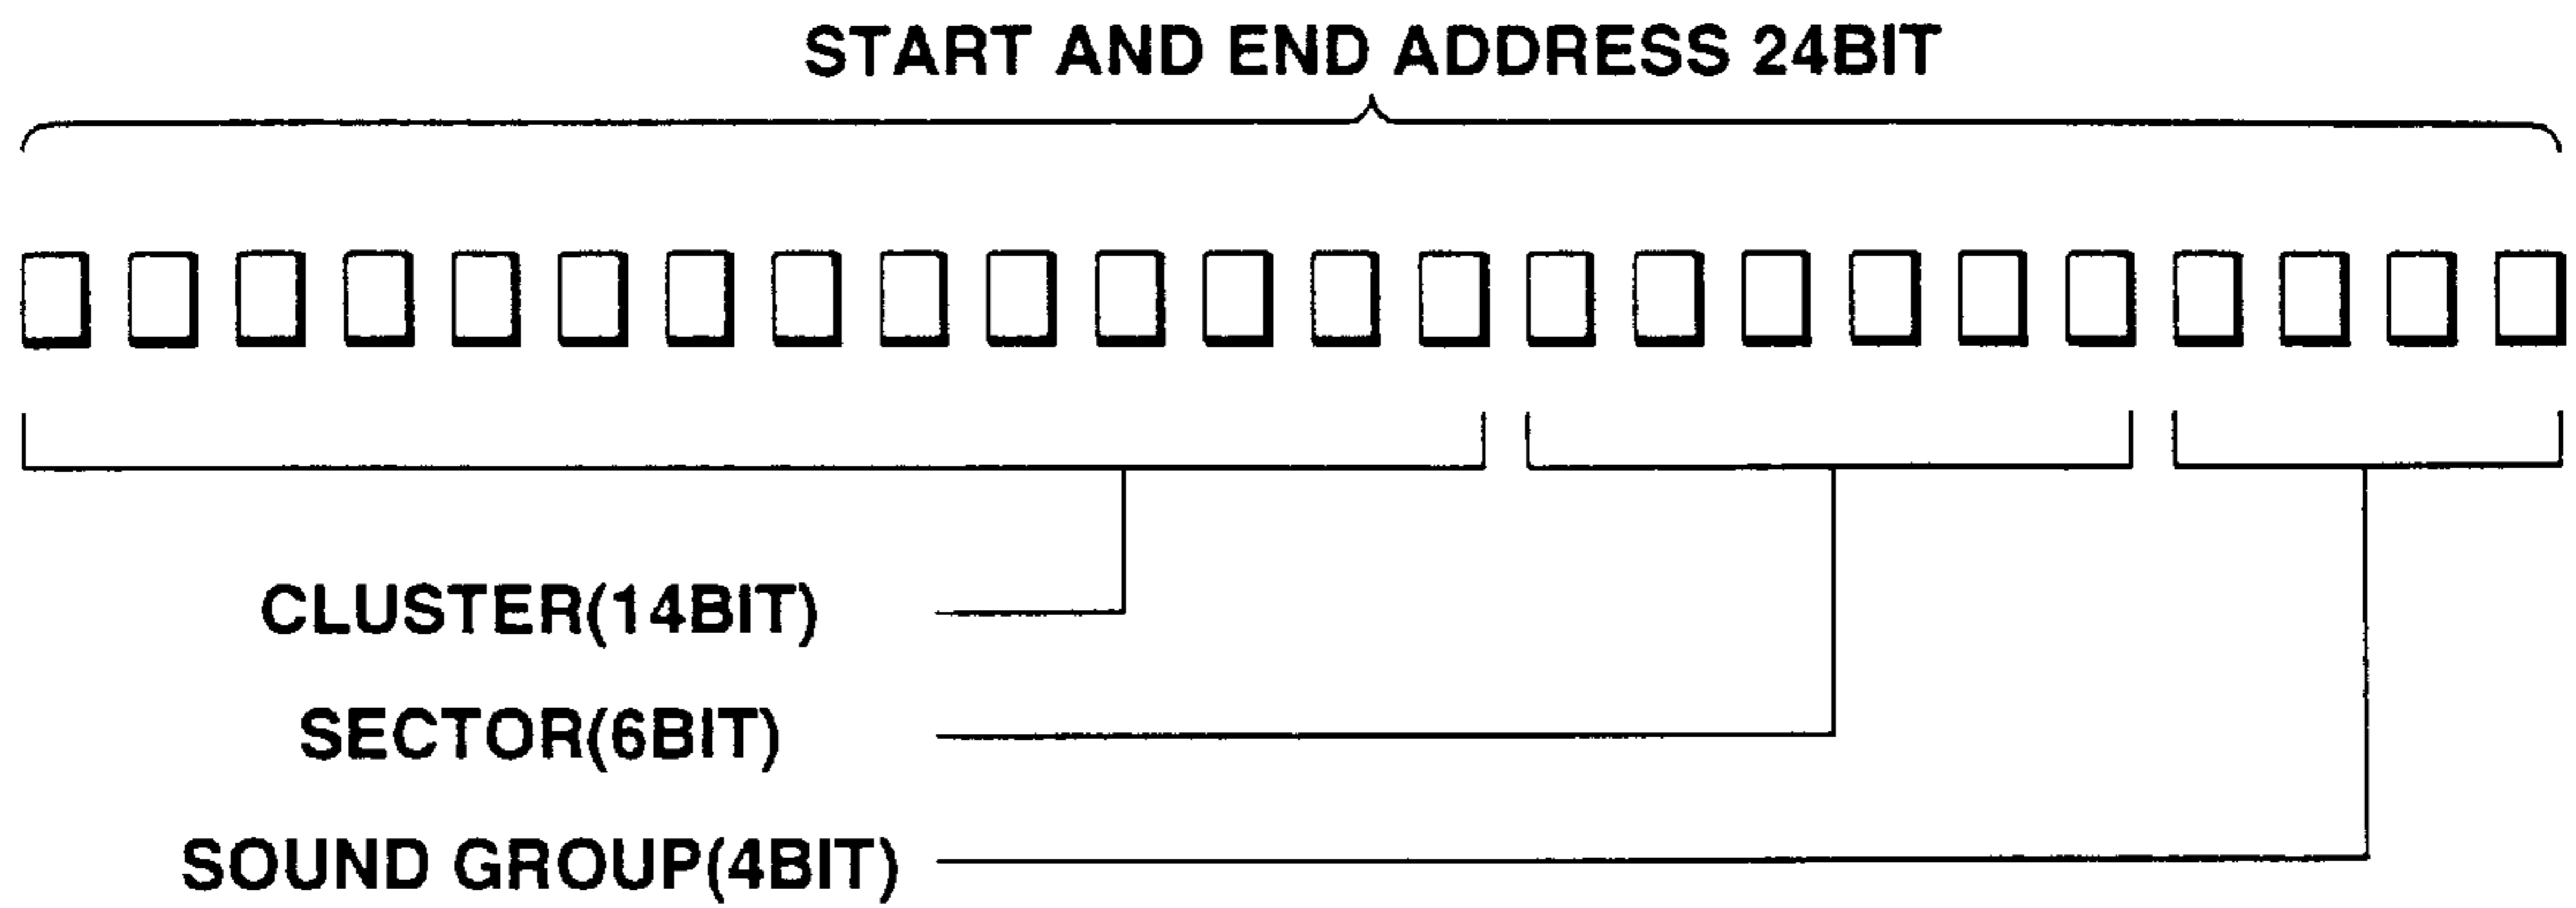 START AND END ADDRESS 24BIT
CLUSTER(14BIT)
SECTOR(6BIT)
SOUND GROUP(4BIT)